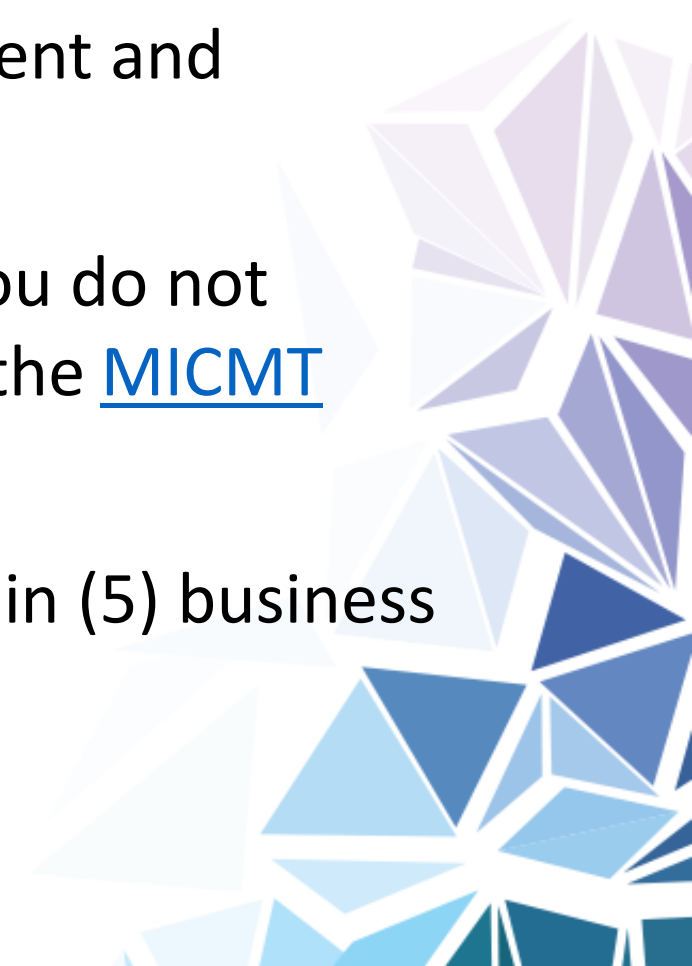 ent and
ou do not
the MICMT
in (5) business